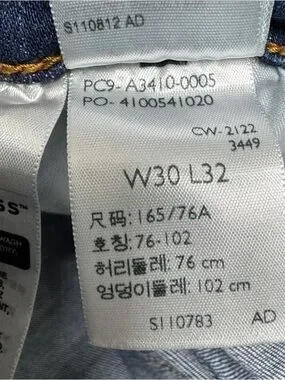 S110812 AD
PC9- A3410-0005
PO- 4100541020
CW-2122
3449
W30 L32
尺码: 165/76A
호칭: 76-102
허리둘레: 76 cm
엉덩이둘레: 102 cm
S110783 AD
SS™